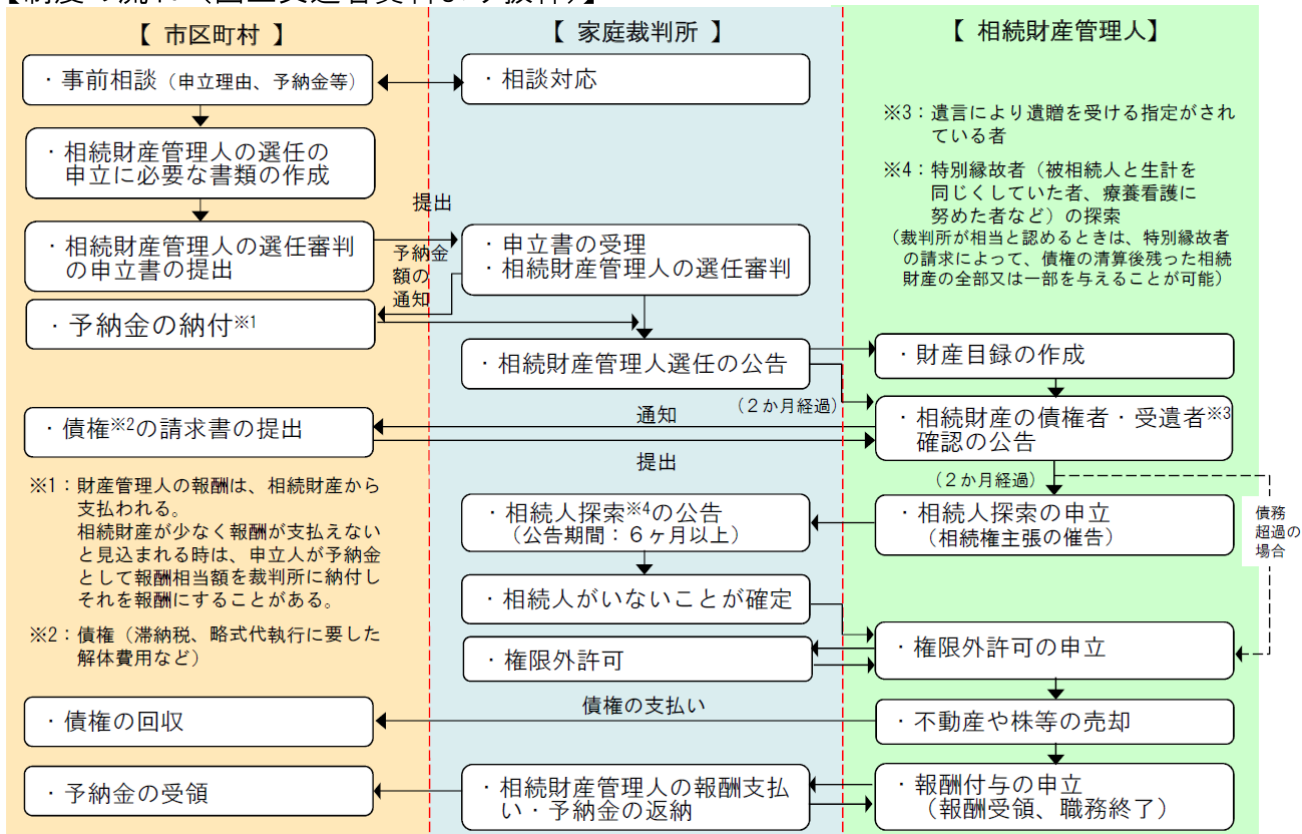 【 市区町村 】
・事前相談（申立理由、予納金等）
・相続財産管理人の選任の
申立に必要な書類の作成
・相続財産管理人の選任審判
の申立書の提出
・予納金の納付※1
・債権※2の請求書の提出
※1：財産管理人の報酬は、相続財産から
支払われる。
相続財産が少なく報酬が支払えない
と見込まれる時は、申立人が予納金
として報酬相当額を裁判所に納付し
それを報酬にすることがある。
※2：債権（滞納税、略式代執行に要した
解体費用など）
・債権の回収
・予納金の受領
提出
予納金
額の
通知
【 家庭裁判所 】
・相談対応
・申立書の受理
・相続財産管理人の選任審判
・相続財産管理人選任の公告
（２か月経過）
通知
提出
・相続人探索※4の公告
（公告期間：６ヶ月以上）
・相続人がいないことが確定
・権限外許可
債権の支払い
・相続財産管理人の報酬支払
い・予納金の返納
【 相続財産管理人】
※3：遺言により遺贈を受ける指定がされ
ている者
※4：特別縁故者（被相続人と生計を
同じくしていた者、療養看護に
努めた者など）の探索
（裁判所が相当と認めるときは、特別縁故者
の請求によって、債権の清算後残った相続
財産の全部又は一部を与えることが可能）
・財産目録の作成
・相続財産の債権者・受遺者※3
確認の公告
（２か月経過）
・相続人探索の申立
（相続権主張の催告）
債務
超過の
場合
・権限外許可の申立
・不動産や株等の売却
・報酬付与の申立
（報酬受領、職務終了）